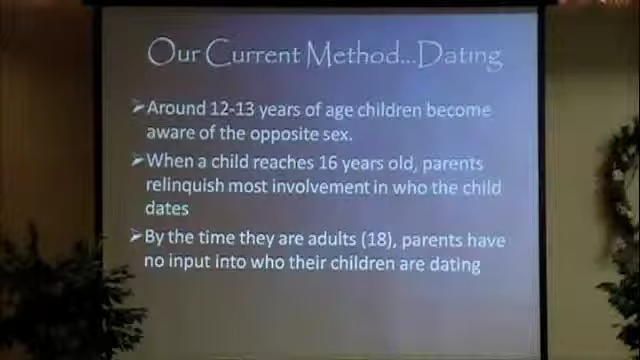 Our Current Method...Dating
➢Around 12-13 years of age children become
aware of the opposite sex.
➢When a child reaches 16 years old, parents
relinquish most involvement in who the child
dates
➢By the time they are adults (18), parents have
no input into who their children are dating